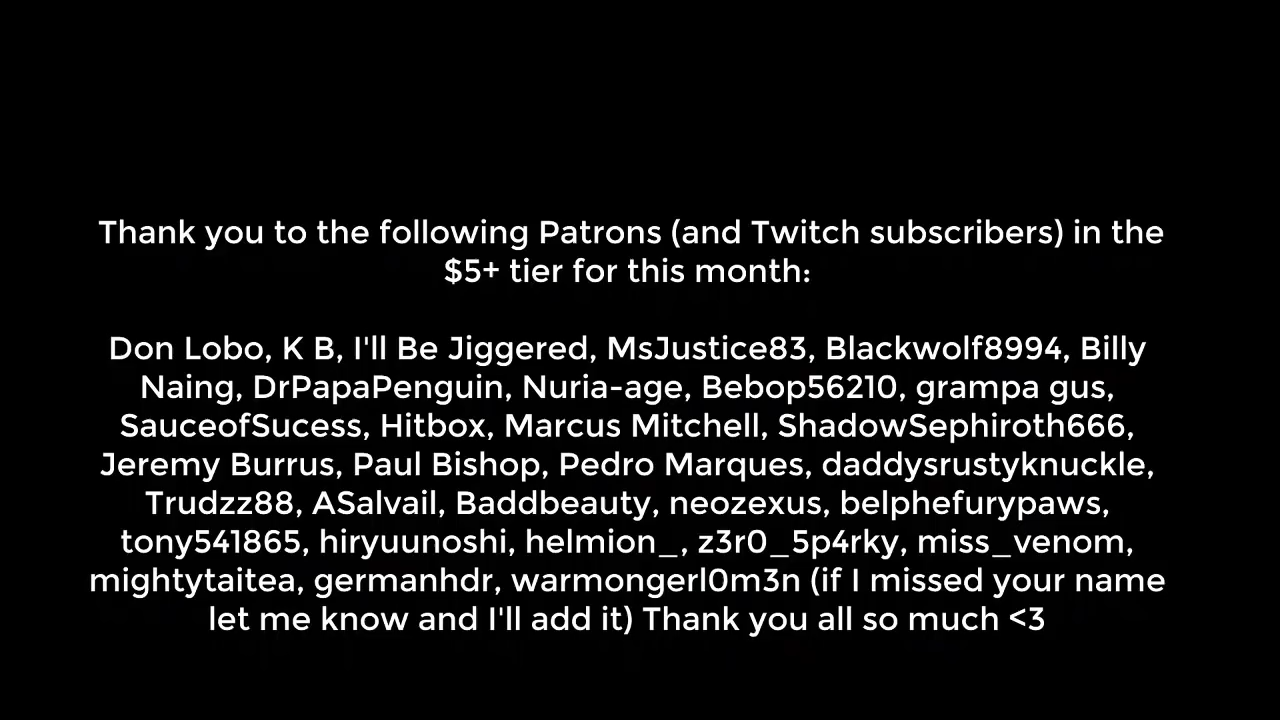 Thank you to the following Patrons (and Twitch subscribers) in the
$5+ tier for this month:
Don Lobo, K B, I'll Be Jiggered, MsJustice83, Blackwolf8994, Billy
Naing, DrPapaPenguin, Nuria-age, Bebop56210, grampa gus,
SauceofSucess, Hitbox, Marcus Mitchell, ShadowSephiroth666,
Jeremy Burrus, Paul Bishop, Pedro Marques, daddysrustyknuckle,
Trudzz88, ASalvail, Baddbeauty, neozexus, belphefurypaws,
tony541865, hiryuunoshi, helmion_, z3r0_5p4rky, miss_venom,
mightytaitea, germanhdr, warmongerl0m3n (if I missed your name
let me know and I'll add it) Thank you all so much <3